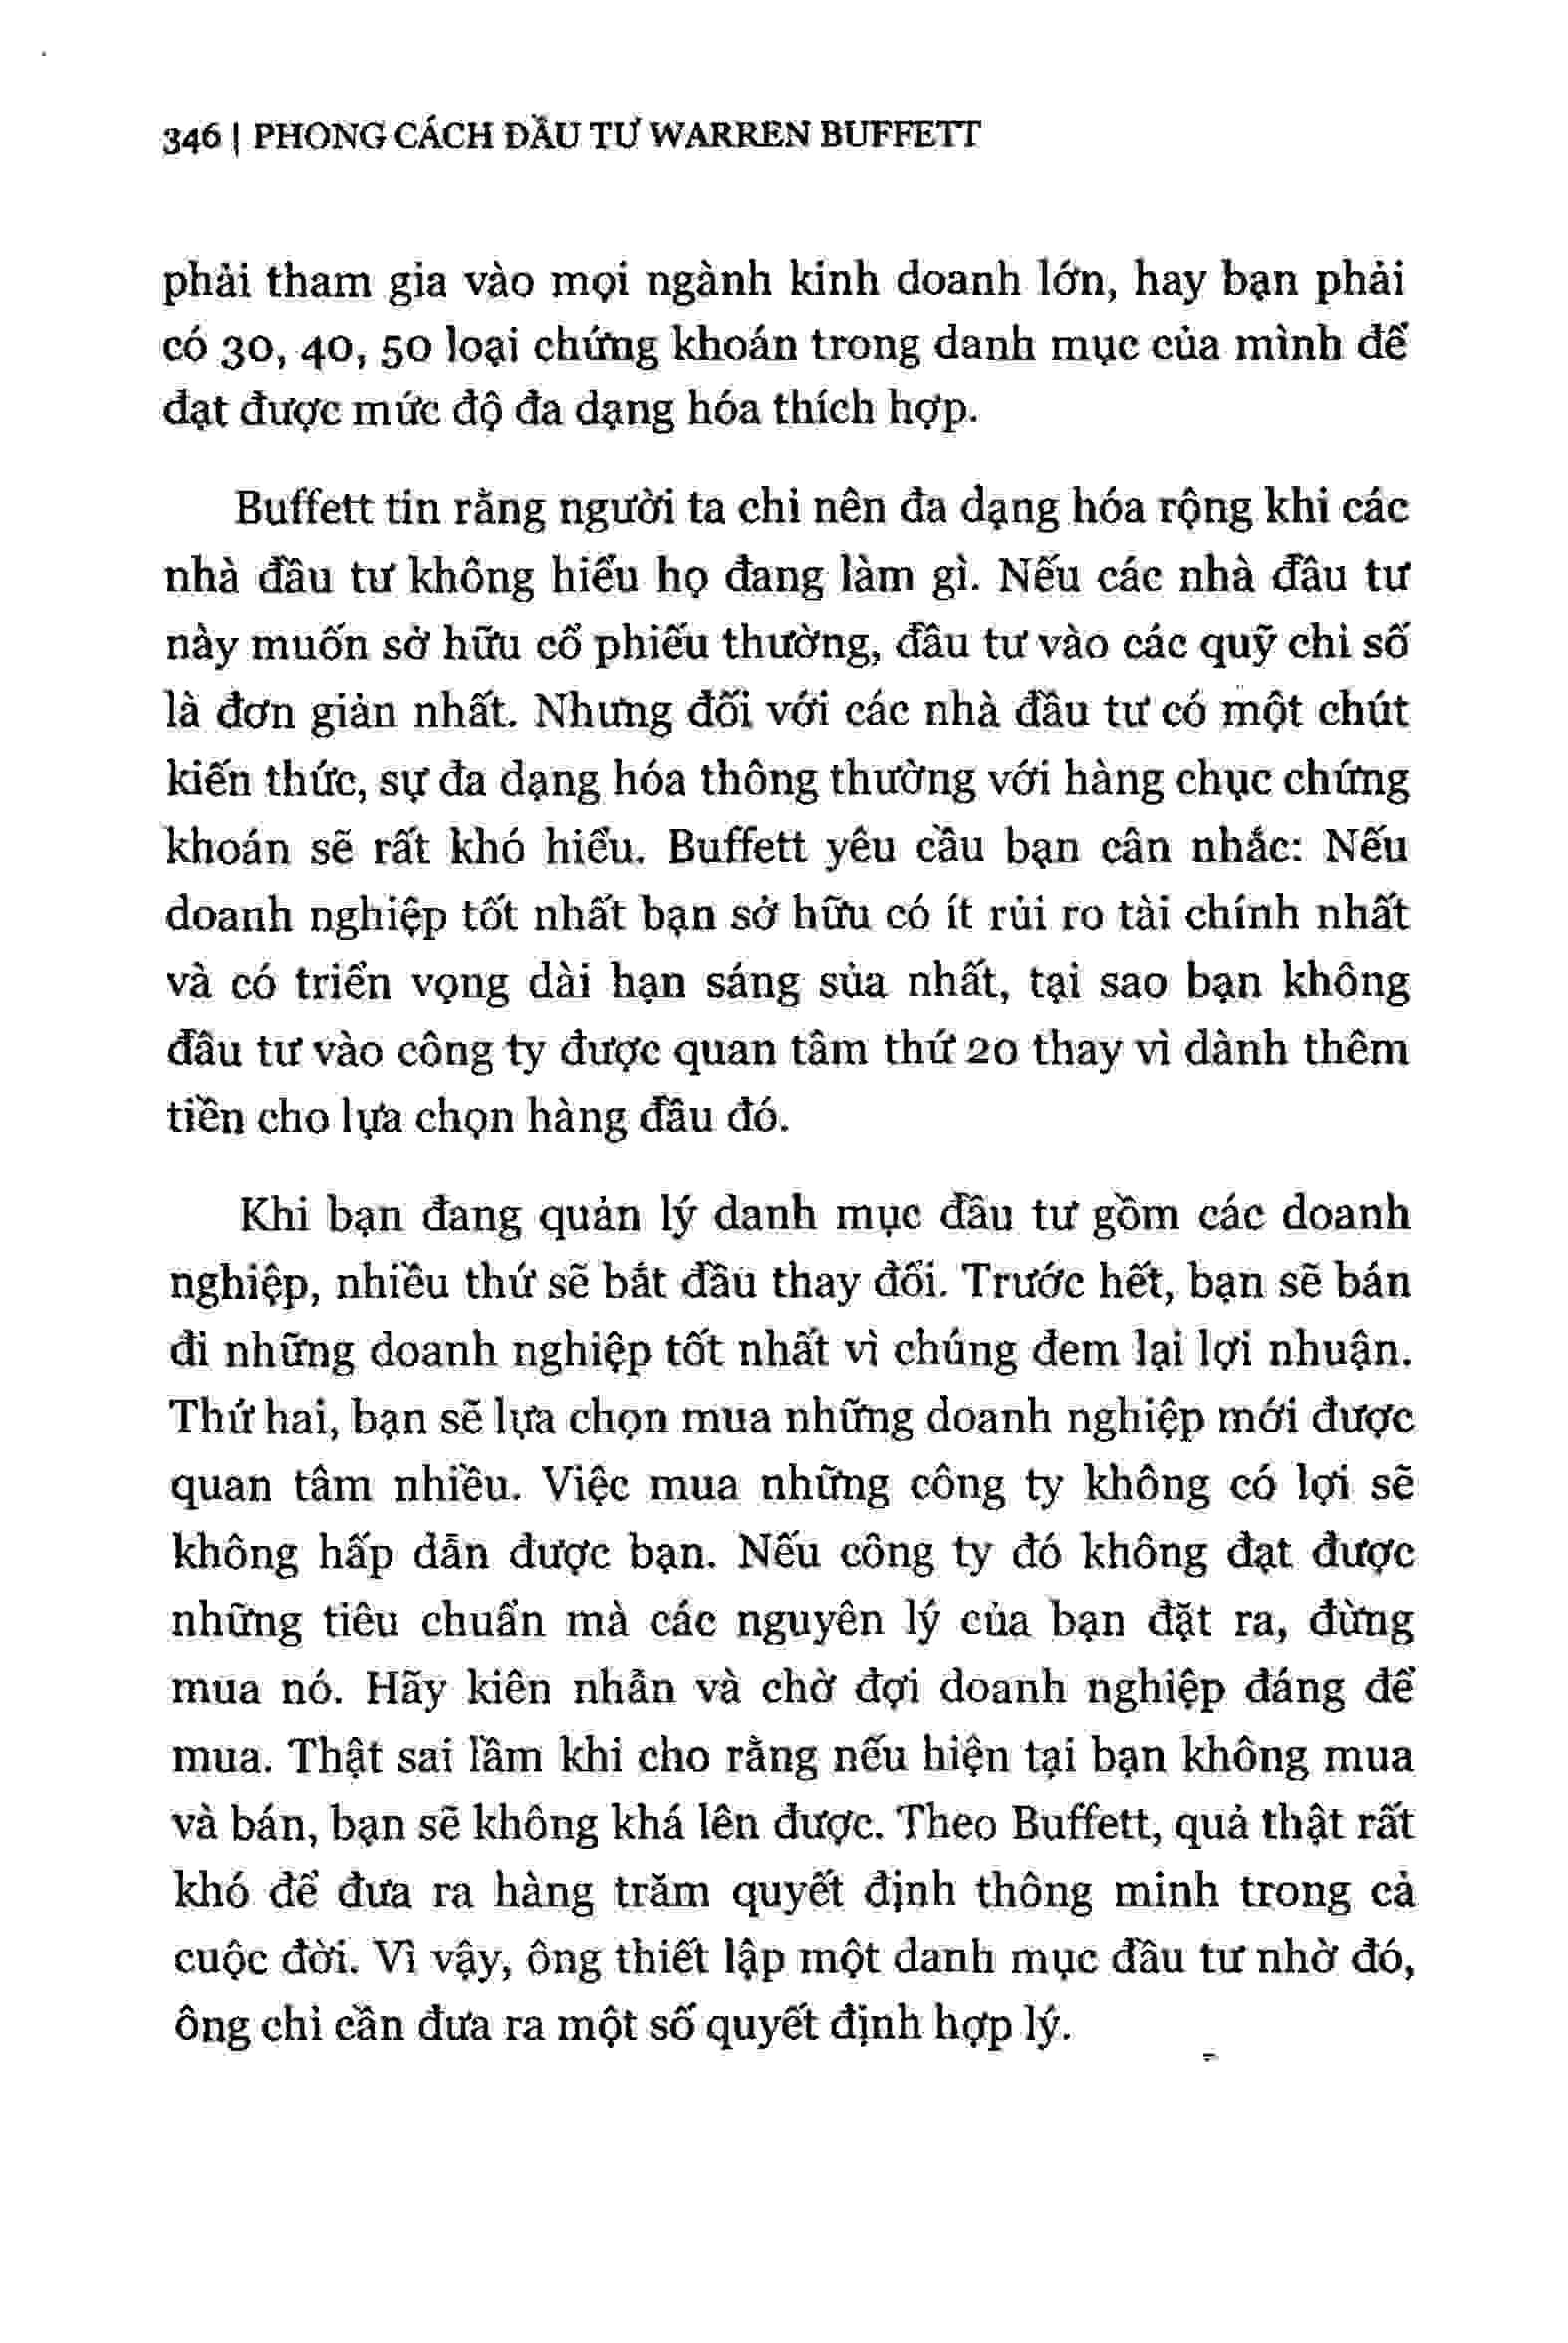 346 | PHONG CÁCH ĐẦU TƯ WARREN BUFFETT
phải tham gia vào mọi ngành kinh doanh lớn, hay bạn phải
có 30, 40, 50 loại chứng khoán trong danh mục của mình để
đạt được mức độ đa dạng hóa thích hợp.
Buffett tin rằng người ta chỉ nên đa dạng hóa rộng khi các
nhà đầu tư không hiểu họ đang làm gì. Nếu các nhà đầu tư
này muốn sở hữu cổ phiếu thường, đầu tư vào các quỹ chỉ số
là đơn giản nhất. Nhưng đối với các nhà đầu tư có một chút
kiến thức, sự đa dạng hóa thông thường với hàng chục chứng
khoán sẽ rất khó hiểu. Buffett yêu cầu bạn cân nhắc: Nếu
doanh nghiệp tốt nhất bạn sở hữu có ít rủi ro tài chính nhất
và có triển vọng dài hạn sáng sủa nhất, tại sao bạn không
đầu tư vào công ty được quan tâm thứ 20 thay vì dành thêm
tiền cho lựa chọn hàng đầu đó.
Khi bạn đang quản lý danh mục đầu tư gồm các doanh
nghiệp, nhiều thứ sẽ bắt đầu thay đổi. Trước hết, bạn sẽ bán
đi những doanh nghiệp tốt nhất vì chúng đem lại lợi nhuận.
Thứ hai, bạn sẽ lựa chọn mua những doanh nghiệp mới được
quan tâm nhiều. Việc mua những công ty không có lợi sẽ
không hấp dẫn được bạn. Nếu công ty đó không đạt được
những tiêu chuẩn mà các nguyên lý của bạn đặt ra, đừng
mua nó. Hãy kiên nhẫn và chờ đợi doanh nghiệp đáng để
mua. Thật sai lầm khi cho rằng nếu hiện tại bạn không mua
và bán, bạn sẽ không khá lên được. Theo Buffett, quả thật rất
khó để đưa ra hàng trăm quyết định thông minh trong cả
cuộc đời. Vì vậy, ông thiết lập một danh mục đầu tư nhờ đó,
ông chỉ cần đưa ra một số quyết định hợp lý.